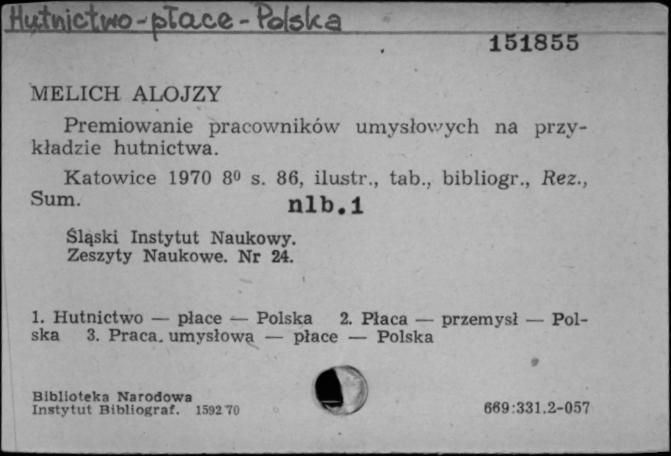 Hutnictwo-płace-Polska
151855
MELICH ALOJZY
Premiowanie pracowników umysłowych na przy-
kładzie hutnictwa.
Katowice 1970 8⁰ s. 86, ilustr., tab., bibliogr., Rez.,
Sum. nlb.1
Śląski Instytut Naukowy.
Zeszyty Naukowe. Nr 24.
1. Hutnictwo — płace — Polska 2. Płaca — przemysł — Pol-
ska 3. Praca umysłowa — płace — Polska
Biblioteka Narodowa
Instytut Bibliograf. 1592 70
669:331.2-057